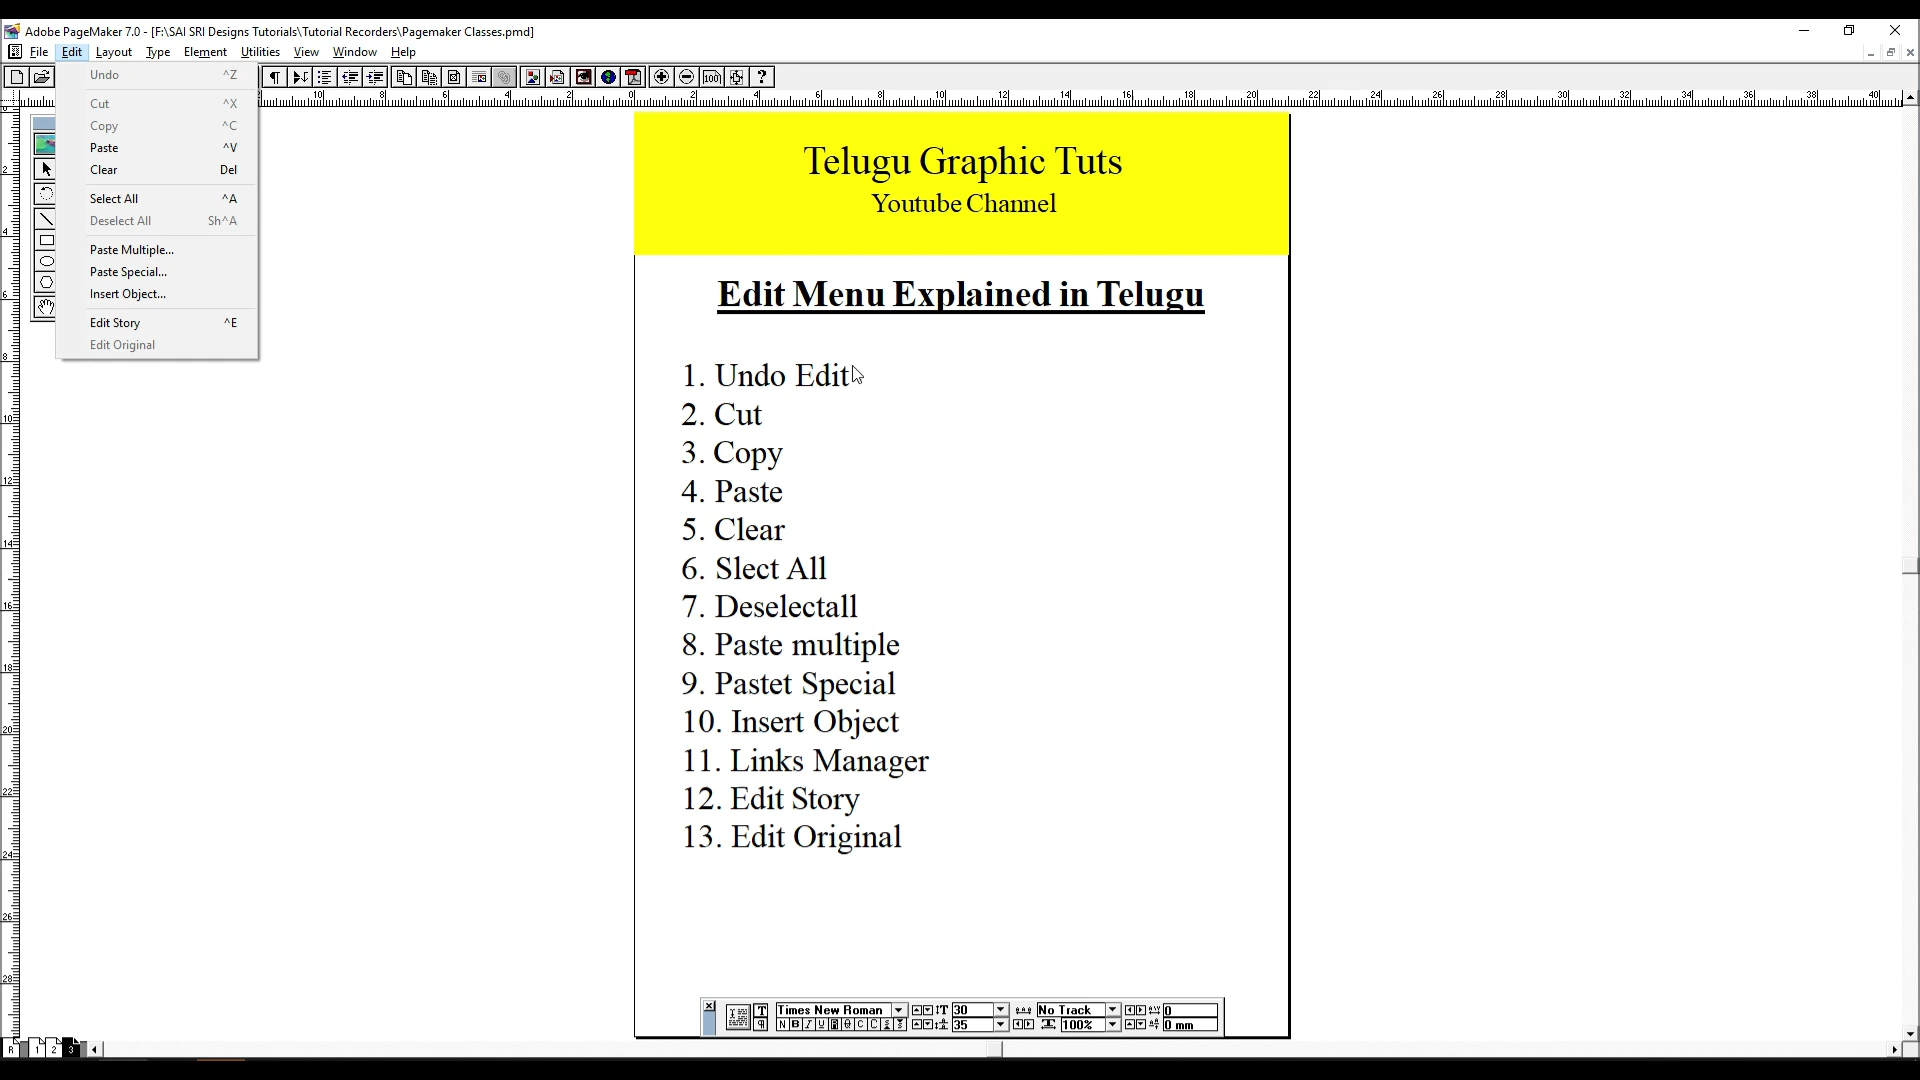 Adobe PageMaker 7.0 - [F:\SAI SRI Designs Tutorials\Tutorial Recorders\Pagemaker Classes.pmd]
File Edit Layout Type Element Utilities View Window Help
Undo ^Z
Cut ^X
Copy ^C
Paste ^V
Clear Del
Select All ^A
Deselect All Sh^A
Paste Multiple...
Paste Special...
Insert Object...
Edit Story ^E
Edit Original
Telugu Graphic Tuts
Youtube Channel
Edit Menu Explained in Telugu
1. Undo Edit
2. Cut
3. Copy
4. Paste
5. Clear
6. Slect All
7. Deselectall
8. Paste multiple
9. Pastet Special
10. Insert Object
11. Links Manager
12. Edit Story
13. Edit Original
Times New Roman 30 No Track 0
35 100% 0 mm
R 1 2 3